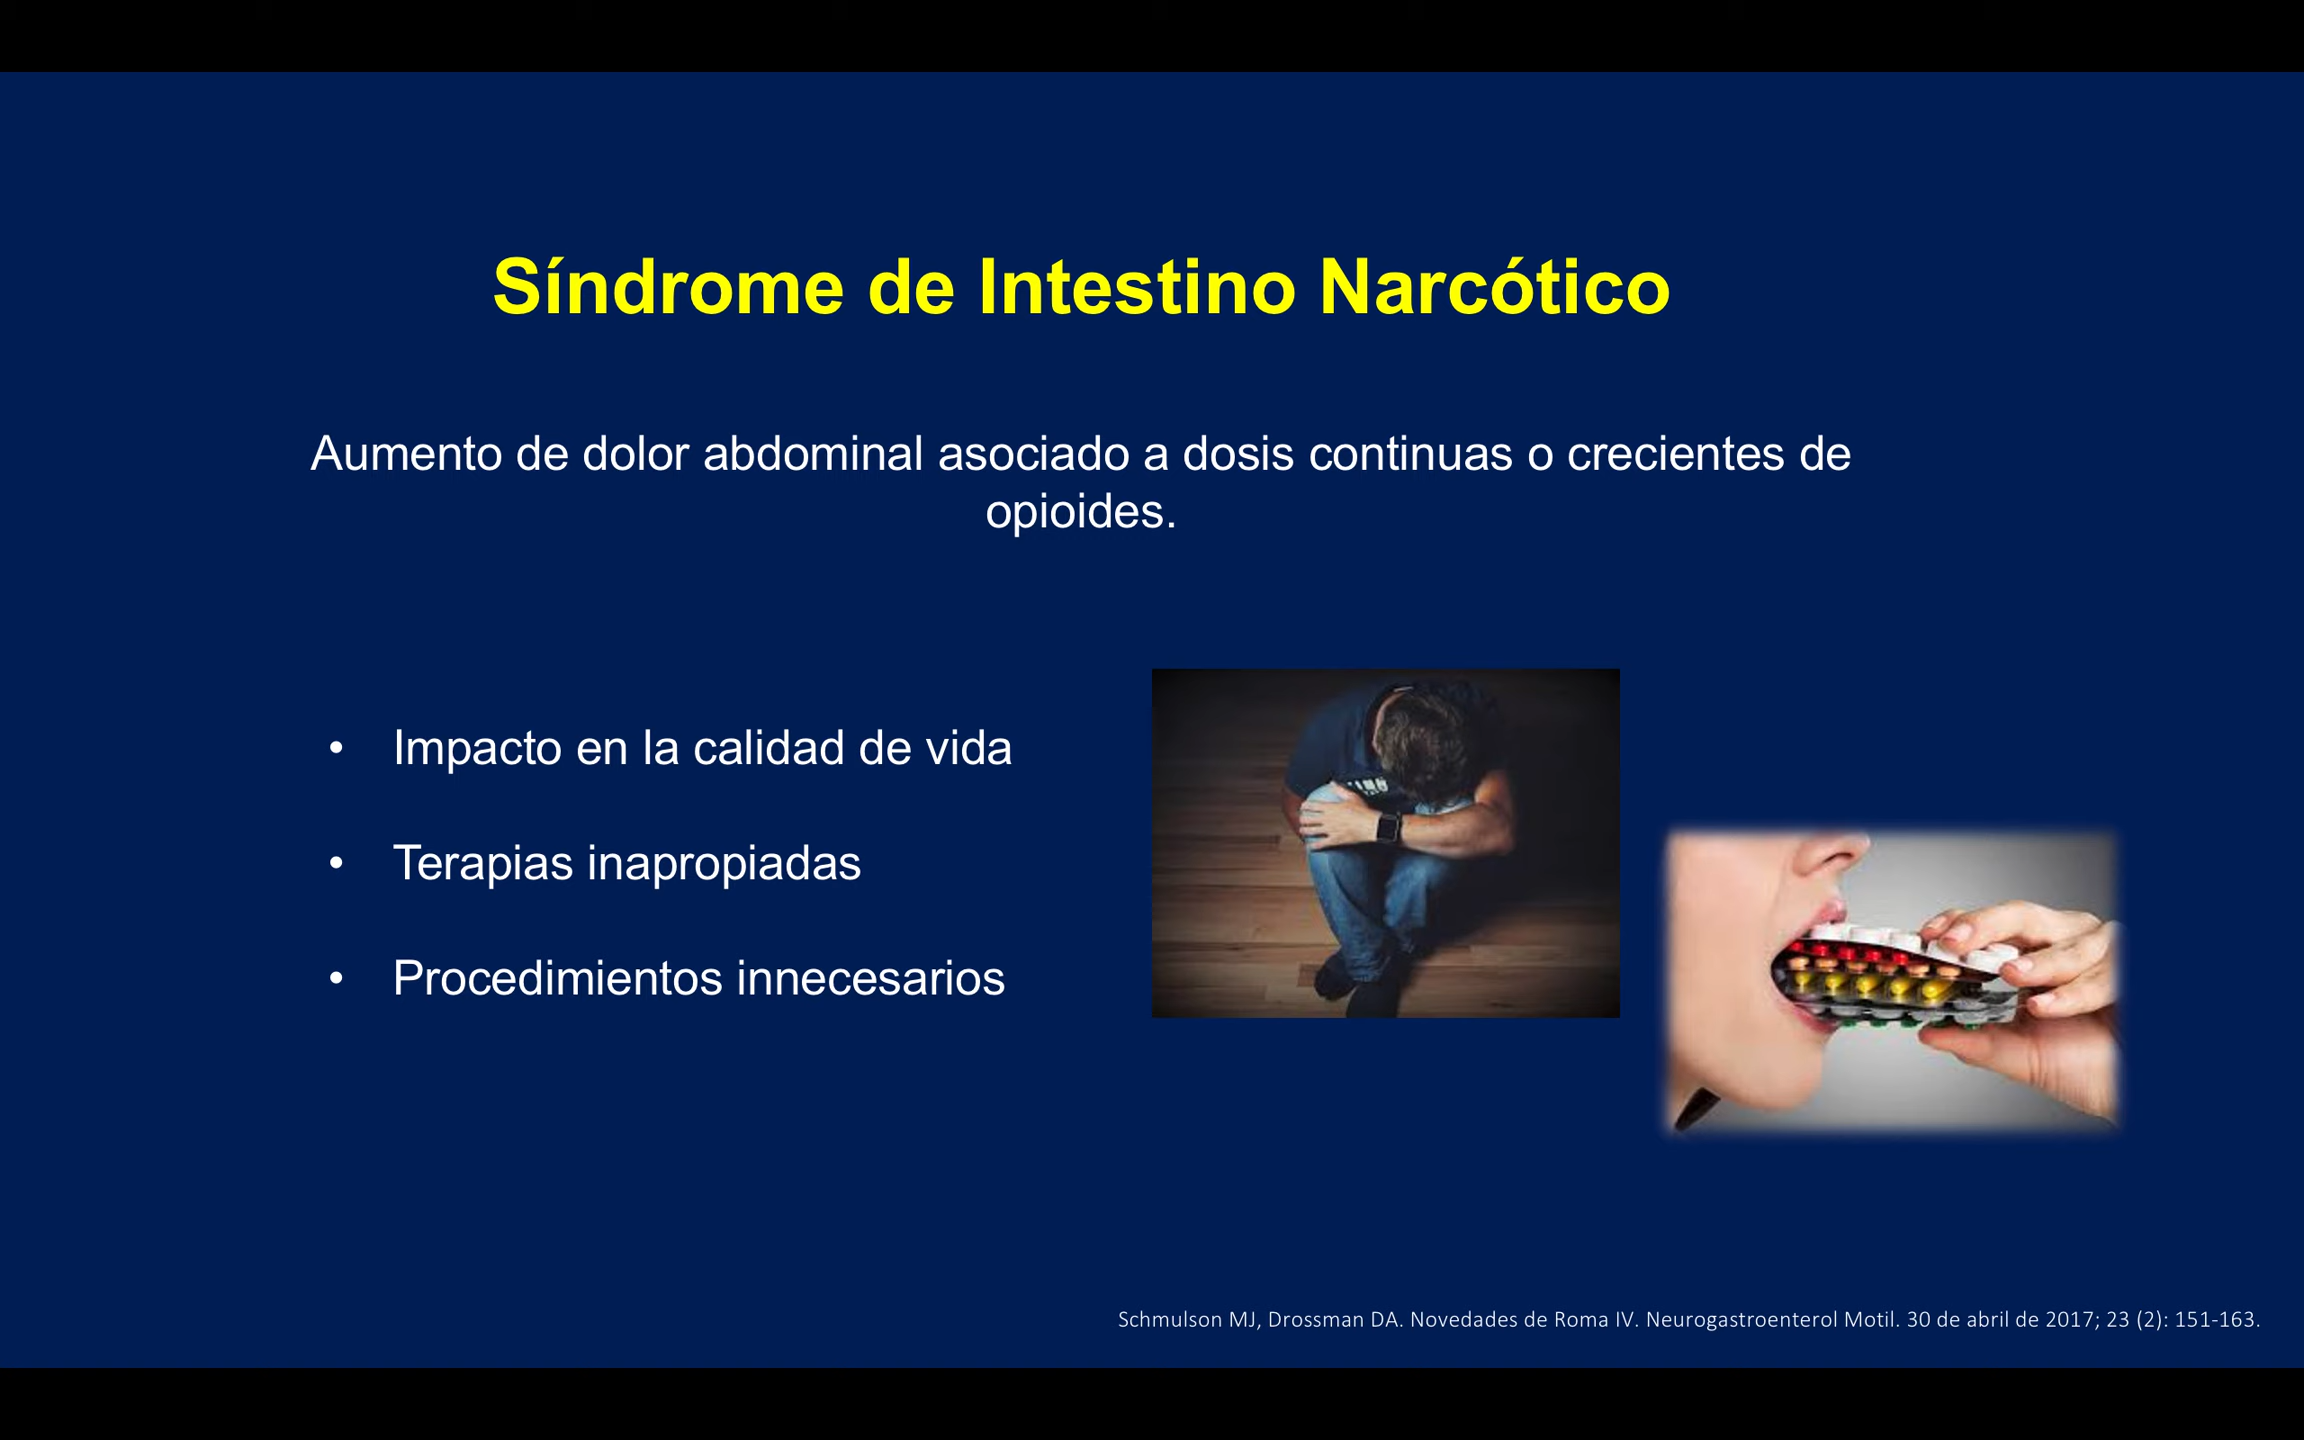 Síndrome de Intestino Narcótico
Aumento de dolor abdominal asociado a dosis continuas o crecientes de
opioides.
• Impacto en la calidad de vida
• Terapias inapropiadas
• Procedimientos innecesarios
Schmulson MJ, Drossman DA. Novedades de Roma IV. Neurogastroenterol Motil. 30 de abril de 2017; 23 (2): 151-163.